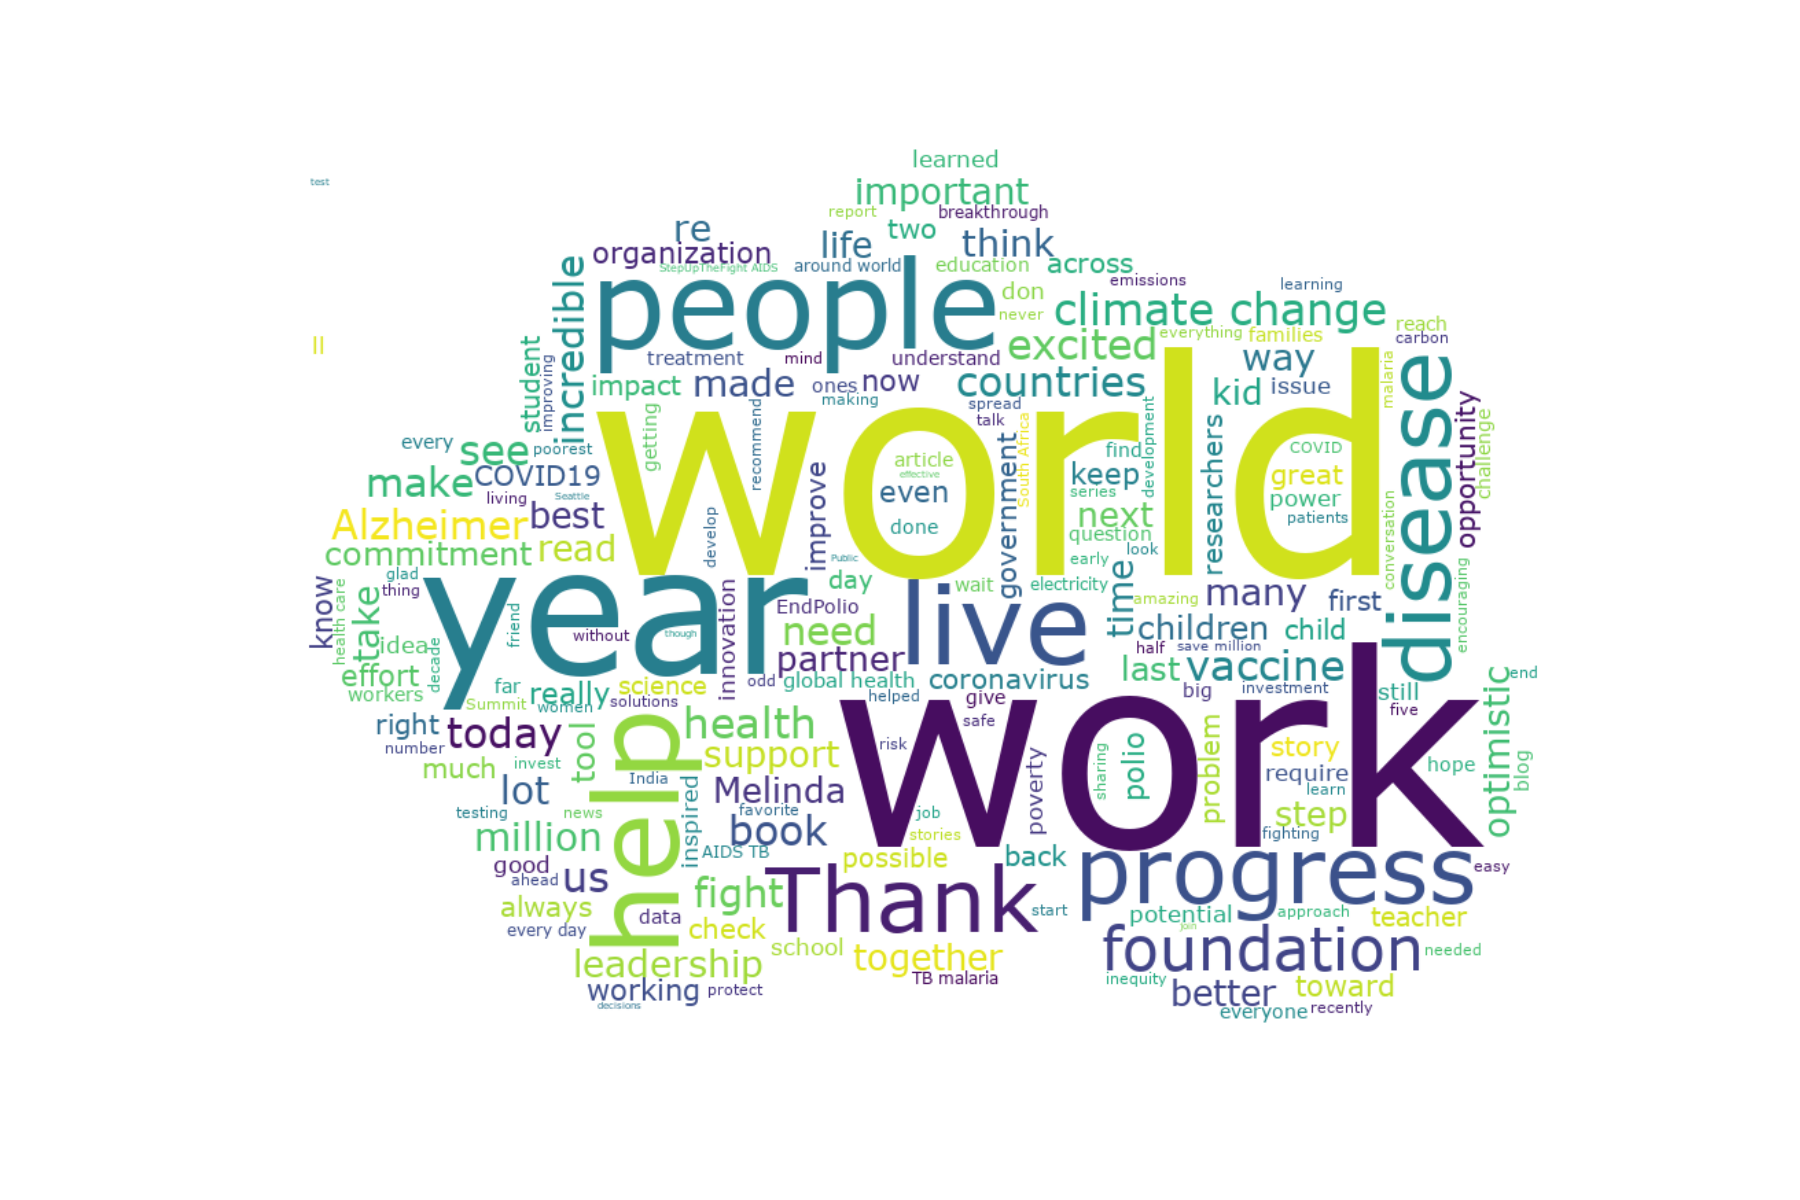 learned
test
important
report
breakthrough
re
two
organization
life
think
StepUpTheFight AIDS
around world
education
across
incredible
people
emissions
learning
don
climate change
never
everything
families
reach
carbon
ll
student
improving
treatment
mind
understand
excited
way
impact
made
ones
now
countries
kid
issue
malaria
disease
making
spread
talk
world
getting
recommend
South Africa
development
researchers
opportunity
challenge
every
see
poorest
article
effective
find
COVID
make
COVID19
improve
even
government
keep
great
living
Seattle
series
power
Alzheimer
best
develop
done
next
patients
conversation
commitment
read
question
look
Public
early
know
health care
glad
thing
take
year
friend
innovation
day
wait
live
electricity
time
amazing
many
first
encouraging
EndPolio
without
though
need
children
child
idea
decade
partner
half
save million
effort
last
vaccine
workers
far
really
science
odd
global health
coronavirus
big
investment
still
optimistic
end
Summit
women
solutions
helped
give
five
right
today
tool
help
health
safe
work
number
support
risk
poverty
sharing
polio
problem
story
much
invest
India
inspired
Melinda
require
hope
blog
lot
learn
testing
news
favorite
job
step
million
book
stories
fighting
AIDS TB
possible
back
progress
good
ahead
us
fight
Thank
easy
always
data
start
potential
approach
teacher
every day
check
join
school
together
foundation
needed
leadership
TB malaria
inequity
working
protect
better
toward
decisions
everyone
recently